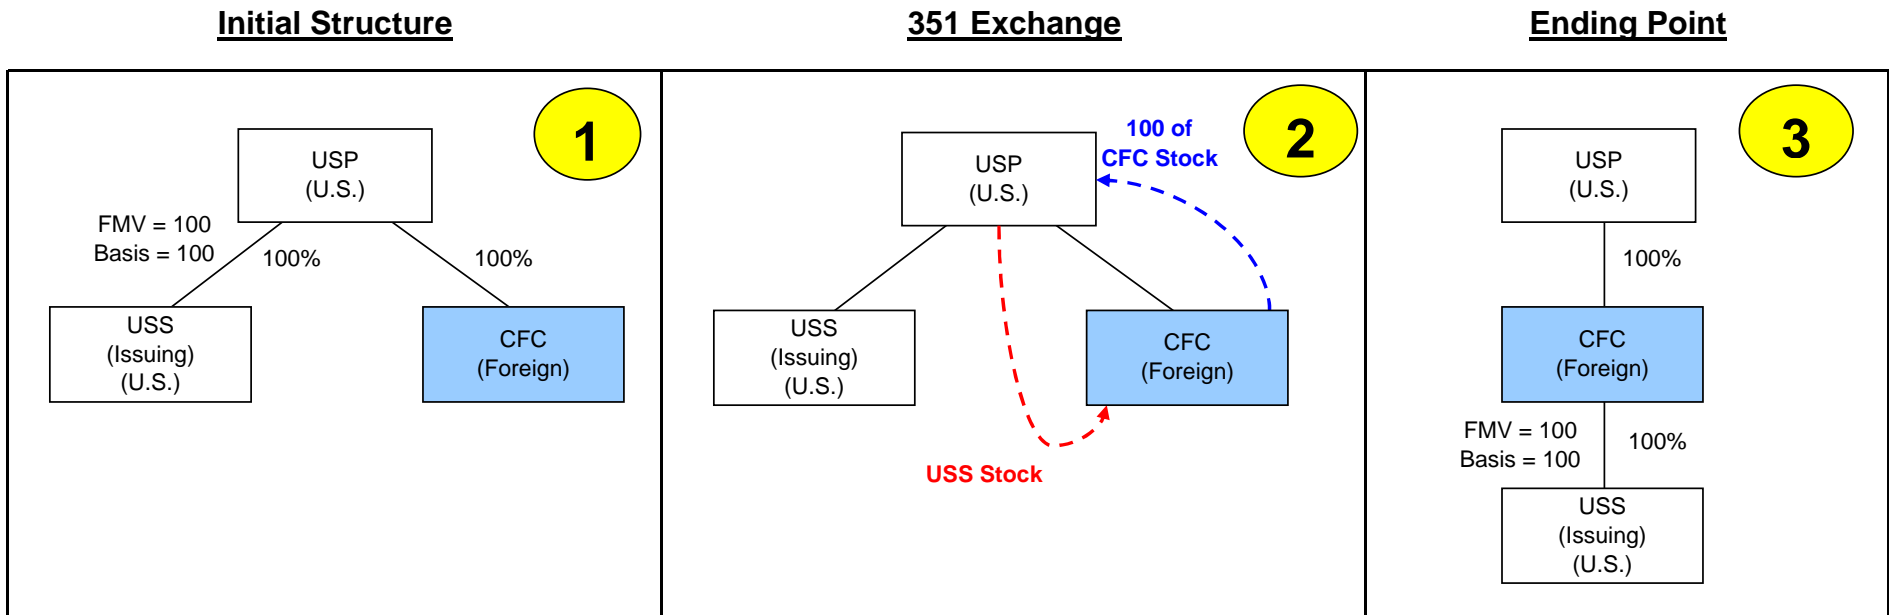 Initial Structure
351 Exchange
Ending Point
1
USP
(U.S.)
FMV = 100
Basis = 100
100%
100%
USS
(Issuing)
(U.S.)
CFC
(Foreign)
2
100 of
CFC Stock
USP
(U.S.)
USS
(Issuing)
(U.S.)
CFC
(Foreign)
USS Stock
3
USP
(U.S.)
100%
CFC
(Foreign)
FMV = 100
Basis = 100
100%
USS
(Issuing)
(U.S.)